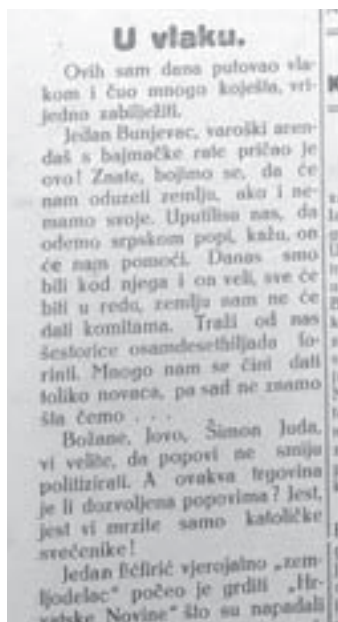 U vlaku.
Ovih sam dana putovao vla-
kom i čuo mnogo koješta, vri-
jedno zabilježiti.
Jedan Bunjevac, varoški aren-
daš s bajmačke rate pričao je
ovo! Znate, bojimo se, da će
nam oduzeti zemlju, ako i ne-
mamo svoje. Uputilisu nas, da
odemo srpskom popi, kažu, on
će nam pomoći. Danas smo
bili kod njega i on veli, sve će
biti u redu, zemlju nam ne će
dati komitama. Traži od nas
šestorice osamdesethiljada fo-
rinti. Mnogo nam se čini dati
toliko novaca, pa sad ne znamo
šta ćemo . . .
Božane, Jovo, Šimon Juda,
vi velite, da popovi ne smiju
politizirati. A ovakva trgovina
je li dozvoljena popovima? Jest,
jest vi mrzite samo katoličke
svećenike!
Jedan fićfirić vjerojatno „zem-
ljodelac" počeo je grditi „Hr-
vatske Novine" što su napadali